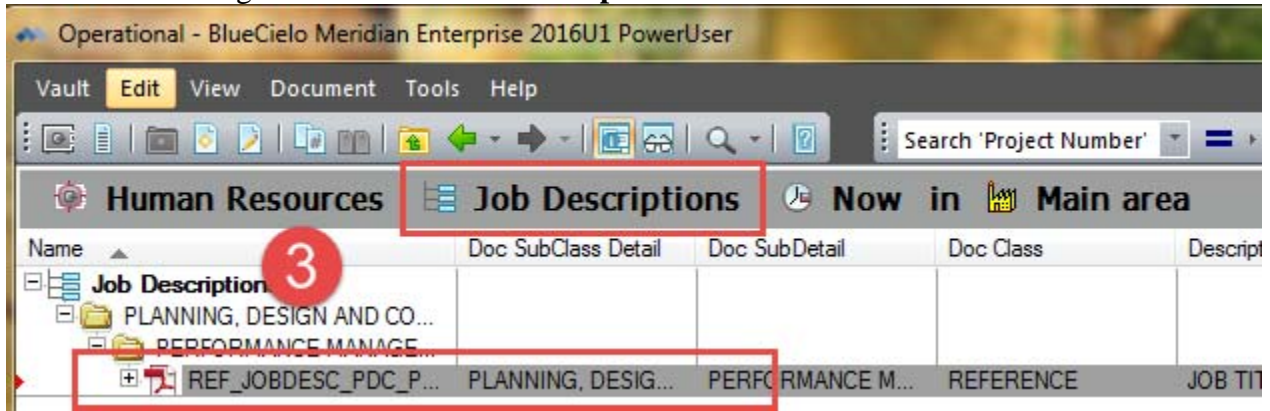 Operational - BlueCielo Meridian Enterprise 2016U1 PowerUser
Vault Edit View Document Tools Help
Search 'Project Number'
Human Resources Job Descriptions Now in Main area
Name Doc SubClass Detail Doc SubDetail Doc Class Descript
3
Job Description
PLANNING, DESIGN AND CO...
PERFORMANCE MANAGE...
REF_JOBDESC_PDC_P... PLANNING, DESIG... PERFORMANCE M... REFERENCE JOB TIT